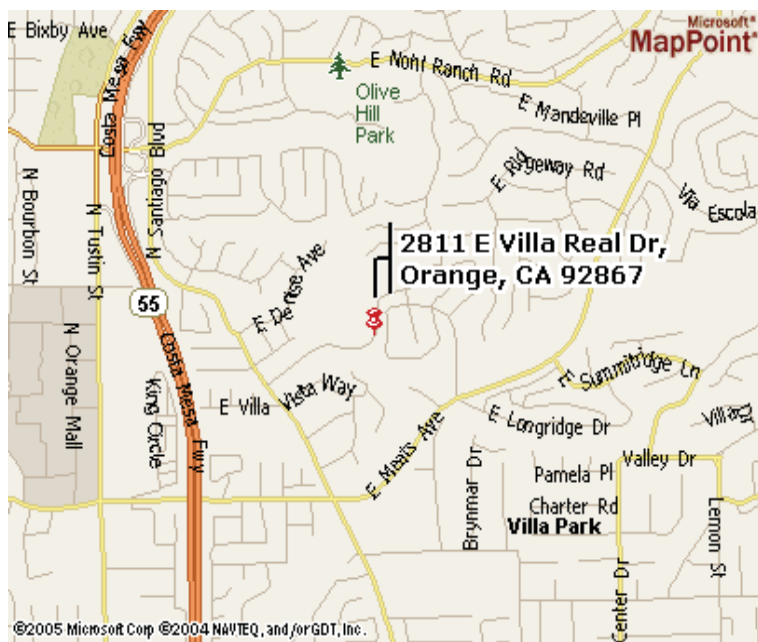 E Bixby Ave
Microsoft®
MapPoint®
Costa Mesa Fwy
E Nohl Ranch Rd
Olive
Hill
Park
E Mandeville Pl
N Santiago Blvd
E Ridgeway Rd
N Bourbon St
N Tustin St
Via Escola
2811 E Villa Real Dr,
Orange, CA 92867
E Denise Ave
55
N Orange Mall
Costa Mesa Fwy
King Circle
E Villa Vista Way
E Summitridge Ln
E Longridge Dr
Villa Dr
E Meats Ave
Valley Dr
Pamela Pl
Brynmar Dr
Charter Rd
Villa Park
Lemon St
Center Dr
©2005 Microsoft Corp ©2004 NAVTEQ, and/or GDT, Inc.